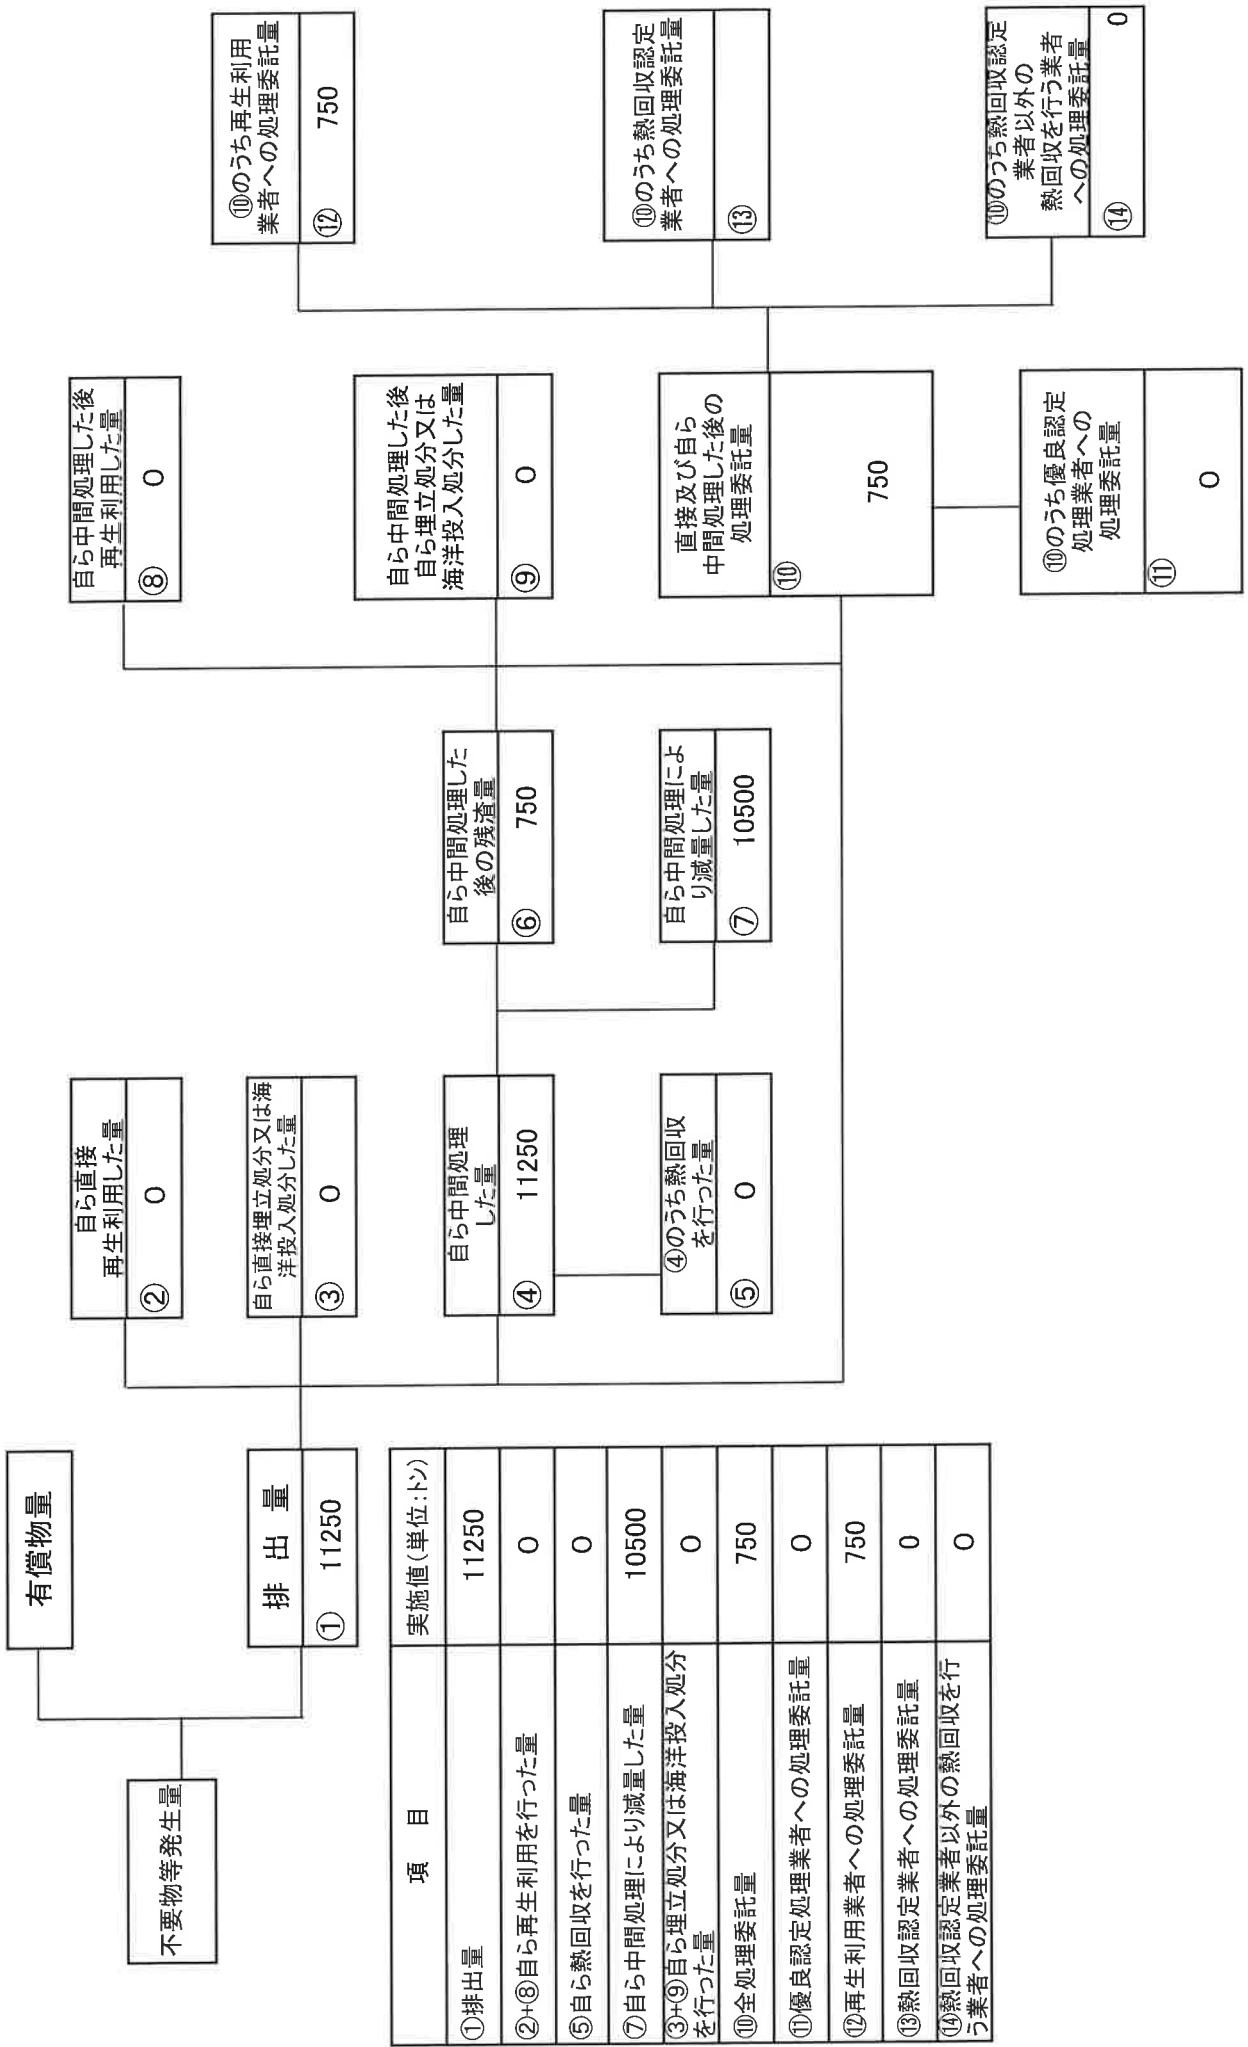 有償物量
不要物等発生量
排 出 量
① 11250
自ら直接
再生利用した量
② 0
自ら直接埋立処分又は海
洋投入処分した量
③ 0
自ら中間処理
した量
④ 11250
④のうち熱回収
を行った量
⑤ 0
自ら中間処理した
後の残渣量
⑥ 750
自ら中間処理によ
り減量した量
⑦ 10500
自ら中間処理した後
再生利用した量
⑧ 0
自ら中間処理した後
自ら埋立処分又は
海洋投入処分した量
⑨ 0
直接及び自ら
中間処理した後の
処理委託量
⑩
750
⑩のうち優良認定
処理業者への
処理委託量
⑪
0
⑩のうち再生利用
業者への処理委託量
⑫ 750
⑩のうち熱回収認定
業者への処理委託量
⑬
⑩のうち熱回収認定
業者以外の
熱回収を行う業者
への処理委託量
⑭ 0
項 目 実施値(単位:トン)
①排出量 11250
②+⑧自ら再生利用を行った量 0
⑤自ら熱回収を行った量 0
⑦自ら中間処理により減量した量 10500
③+⑨自ら埋立処分又は海洋投入処分
を行った量 0
⑩全処理委託量 750
⑪優良認定処理業者への処理委託量 0
⑫再生利用業者への処理委託量 750
⑬熱回収認定業者への処理委託量 0
⑭熱回収認定業者以外の熱回収を行
う業者への処理委託量 0